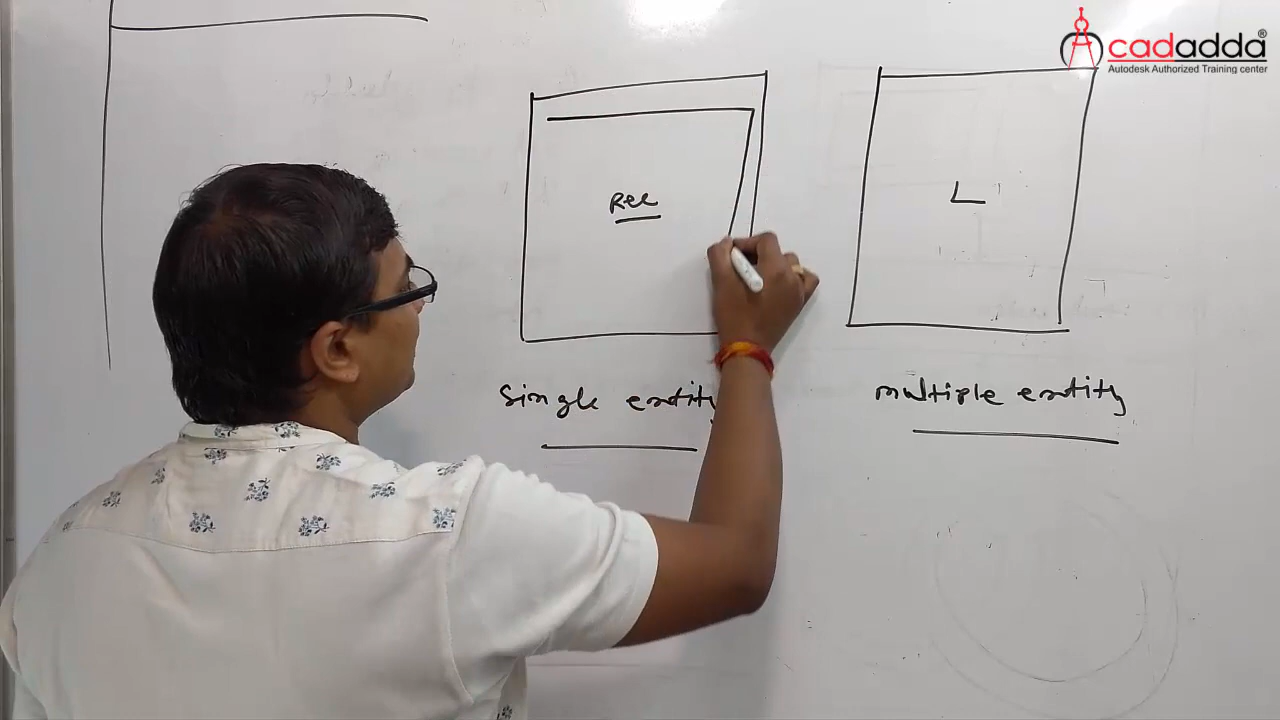 cadadda®
Autodesk Authorized Training center
Rec
L
single entity
multiple entity